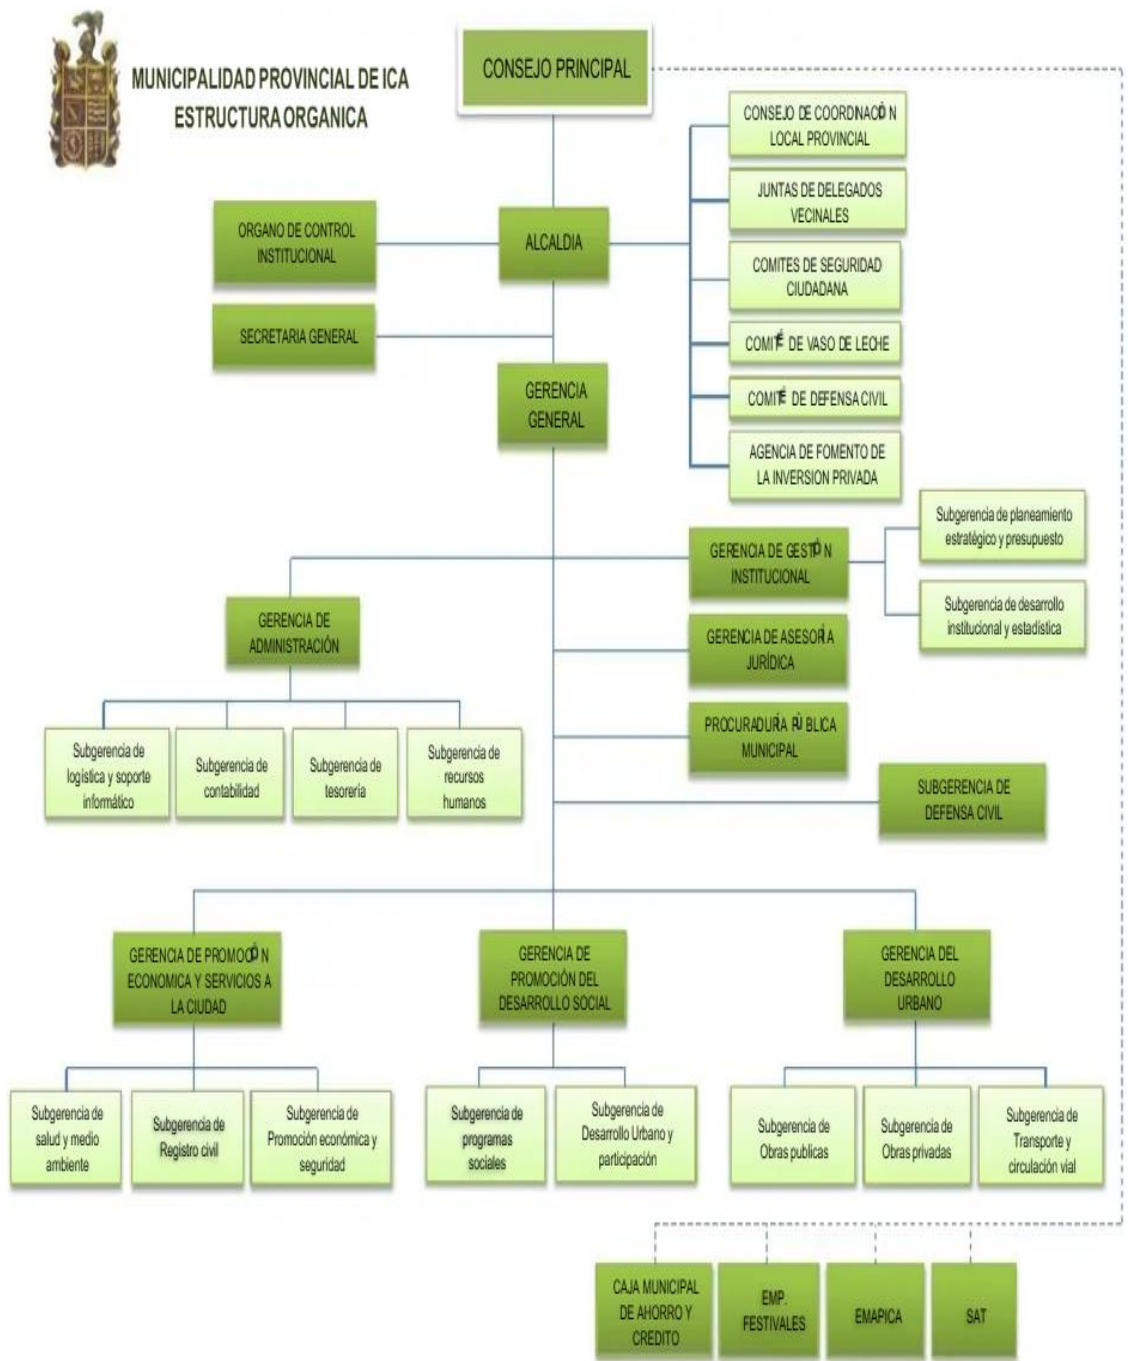 MUNICIPALIDAD PROVINCIAL DE ICA
ESTRUCTURA ORGANICA
CONSEJO PRINCIPAL
CONSEJO DE COORDINACIÓN
LOCAL PROVINCIAL
JUNTAS DE DELEGADOS
VECINALES
ORGANO DE CONTROL
INSTITUCIONAL
ALCALDIA
COMITES DE SEGURIDAD
CIUDADANA
SECRETARIA GENERAL
COMITÉ DE VASO DE LECHE
GERENCIA
GENERAL
COMITÉ DE DEFENSA CIVIL
AGENCIA DE FOMENTO DE
LA INVERSION PRIVADA
Subgerencia de planeamiento
estratégico y presupuesto
GERENCIA DE GESTIÓN
INSTITUCIONAL
Subgerencia de desarrollo
institucional y estadística
GERENCIA DE
ADMINISTRACIÓN
GERENCIA DE ASESORÍA
JURÍDICA
PROCURADURÍA PÚBLICA
MUNICIPAL
Subgerencia de
logística y soporte
informático
Subgerencia de
contabilidad
Subgerencia de
tesoreria
Subgerencia de
recursos
humanos
SUBGERENCIA DE
DEFENSA CIVIL
GERENCIA DE PROMOCIÓN
ECONOMICA Y SERVICIOS A
LA CIUDAD
GERENCIA DE
PROMOCIÓN DEL
DESARROLLO SOCIAL
GERENCIA DEL
DESARROLLO
URBANO
Subgerencia de
salud y medio
ambiente
Subgerencia de
Registro civil
Subgerencia de
Promoción económica y
seguridad
Subgerencia de
programas
sociales
Subgerencia de
Desarrollo Urbano y
participación
Subgerencia de
Obras publicas
Subgerencia de
Obras privadas
Subgerencia de
Transporte y
circulación vial
CAJA MUNICIPAL
DE AHORRO Y
CREDITO
EMP.
FESTIVALES
EMAPICA
SAT